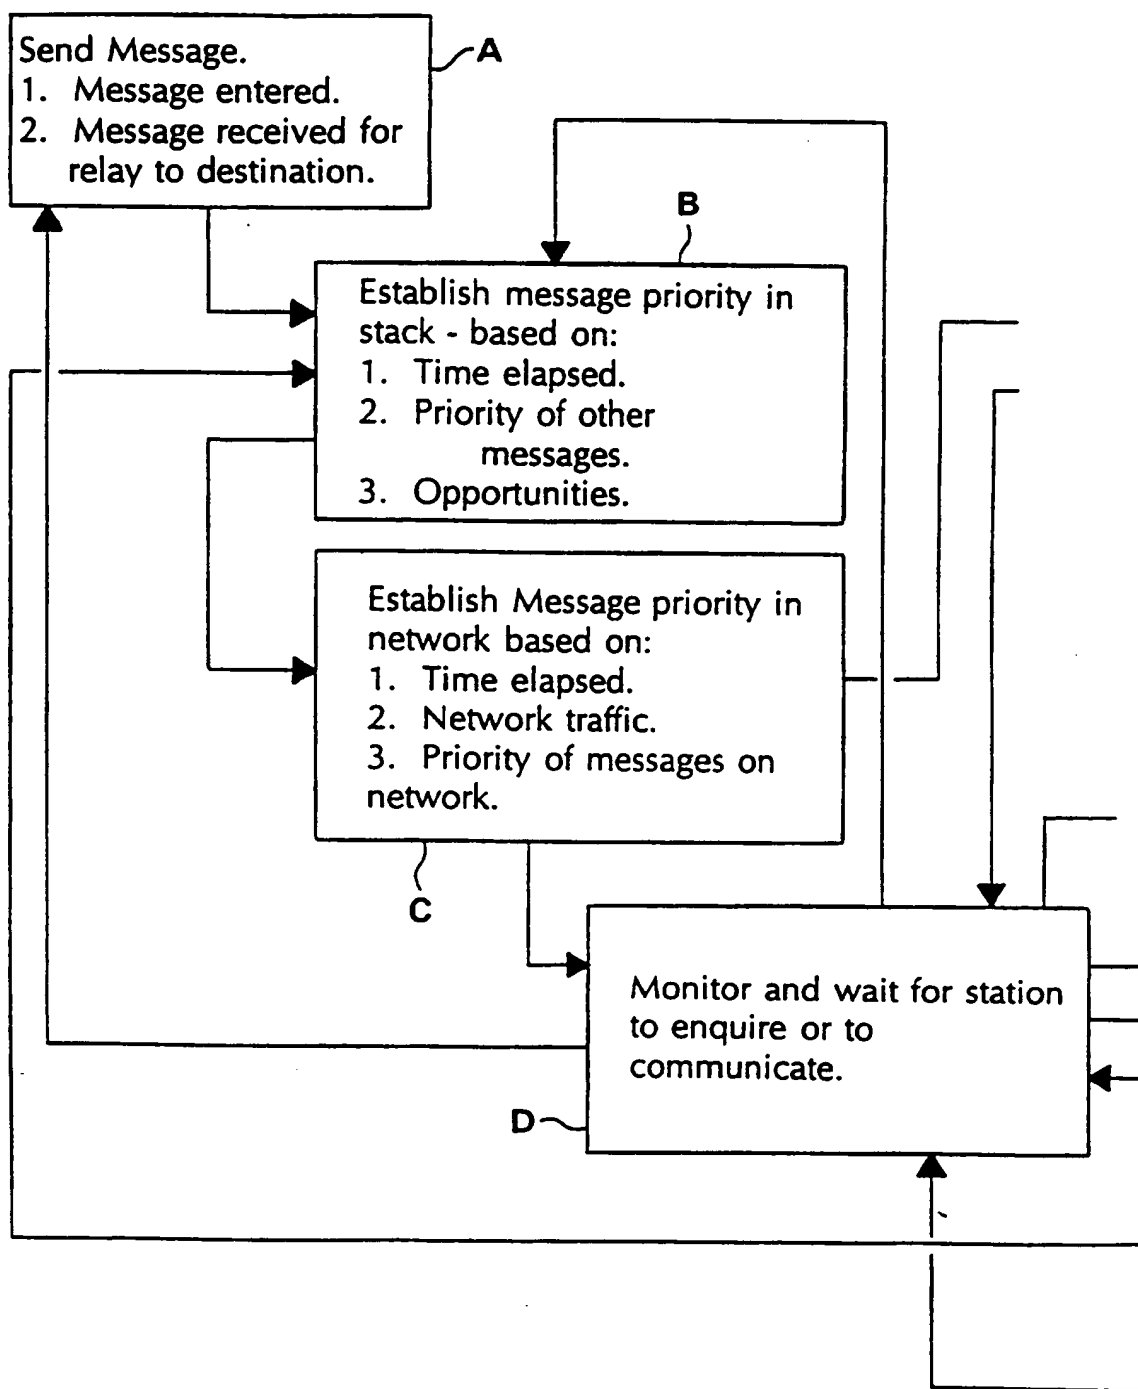 Send Message.
1. Message entered.
2. Message received for
relay to destination.
A
B
Establish message priority in
stack - based on:
1. Time elapsed.
2. Priority of other
messages.
3. Opportunities.
Establish Message priority in
network based on:
1. Time elapsed.
2. Network traffic.
3. Priority of messages on
network.
C
Monitor and wait for station
to enquire or to
communicate.
D